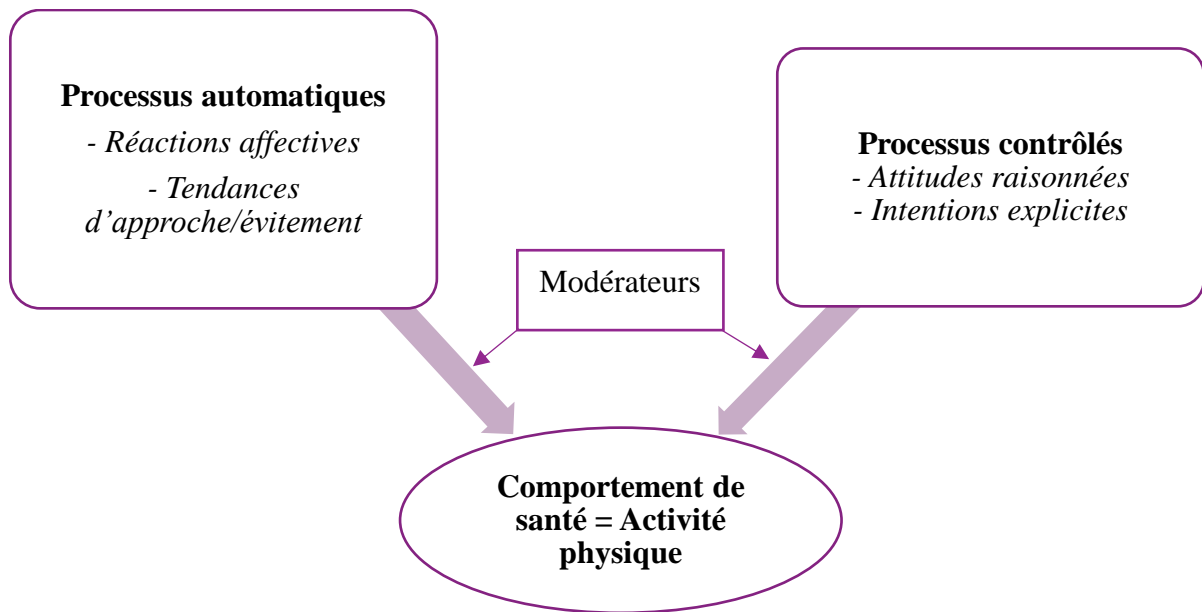 Processus automatiques
- Réactions affectives
- Tendances
d’approche/évitement
Processus contrôlés
- Attitudes raisonnées
- Intentions explicites
Modérateurs
Comportement de
santé = Activité
physique